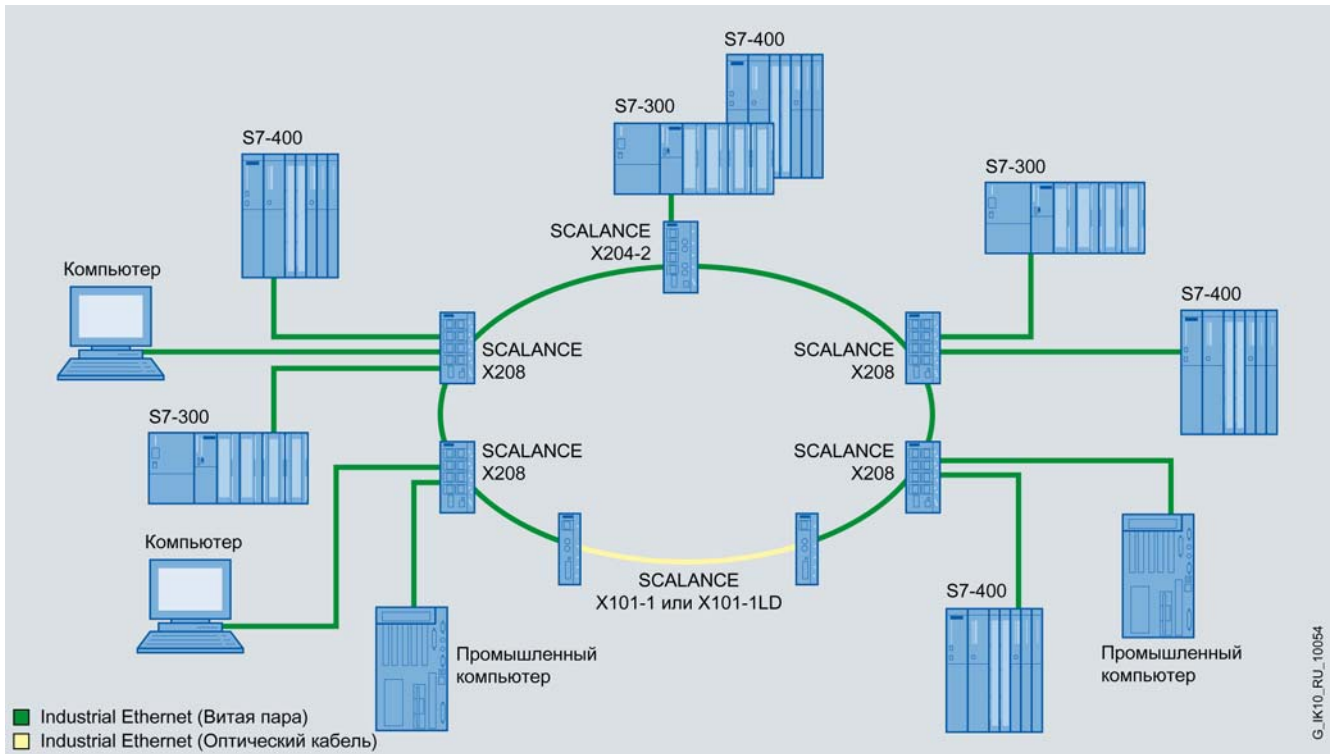 S7-400
S7-300
S7-400
S7-300
SCALANCE
X204-2
Компьютер
S7-400
SCALANCE
X208
SCALANCE
X208
S7-300
SCALANCE
X208
SCALANCE
X208
Компьютер
SCALANCE
X101-1 или X101-1LD
S7-400
Промышленный
компьютер
Промышленный
компьютер
Industrial Ethernet (Витая пара)
Industrial Ethernet (Оптический кабель)
G_IK10_RU_10054